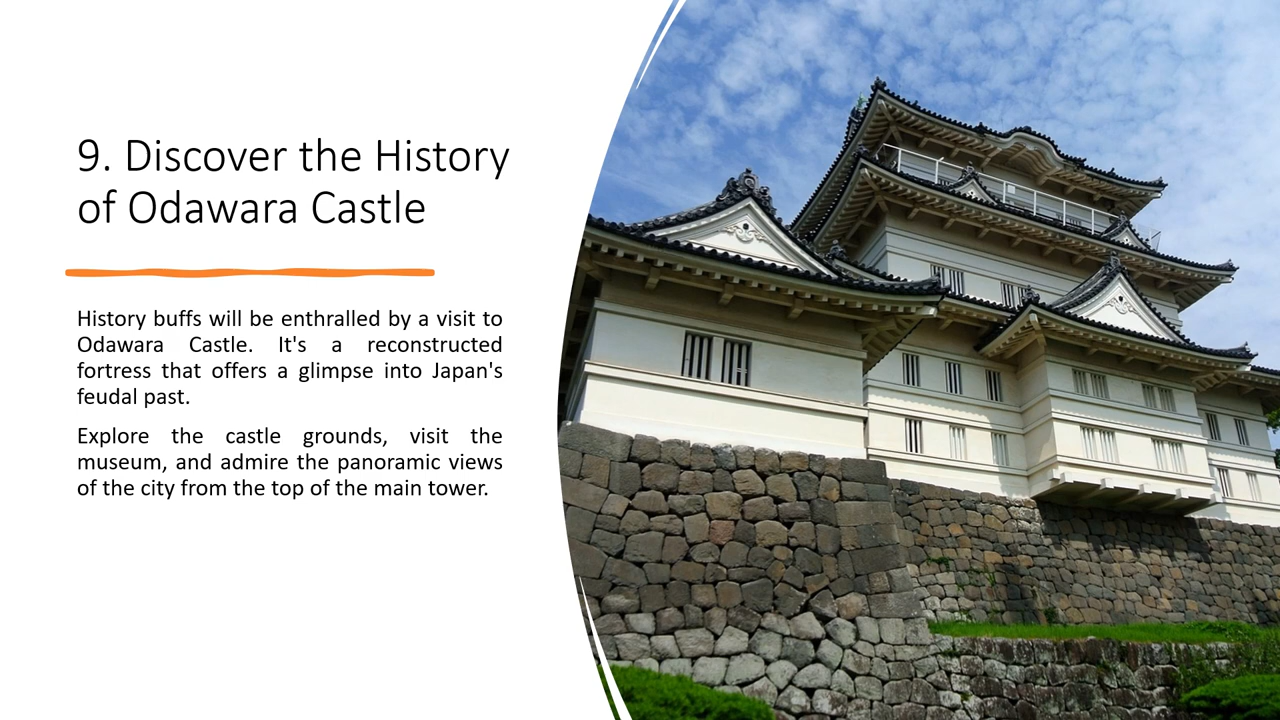 9. Discover the History
of Odawara Castle
History buffs will be enthralled by a visit to
Odawara Castle. It's a reconstructed
fortress that offers a glimpse into Japan's
feudal past.
Explore the castle grounds, visit the
museum, and admire the panoramic views
of the city from the top of the main tower.